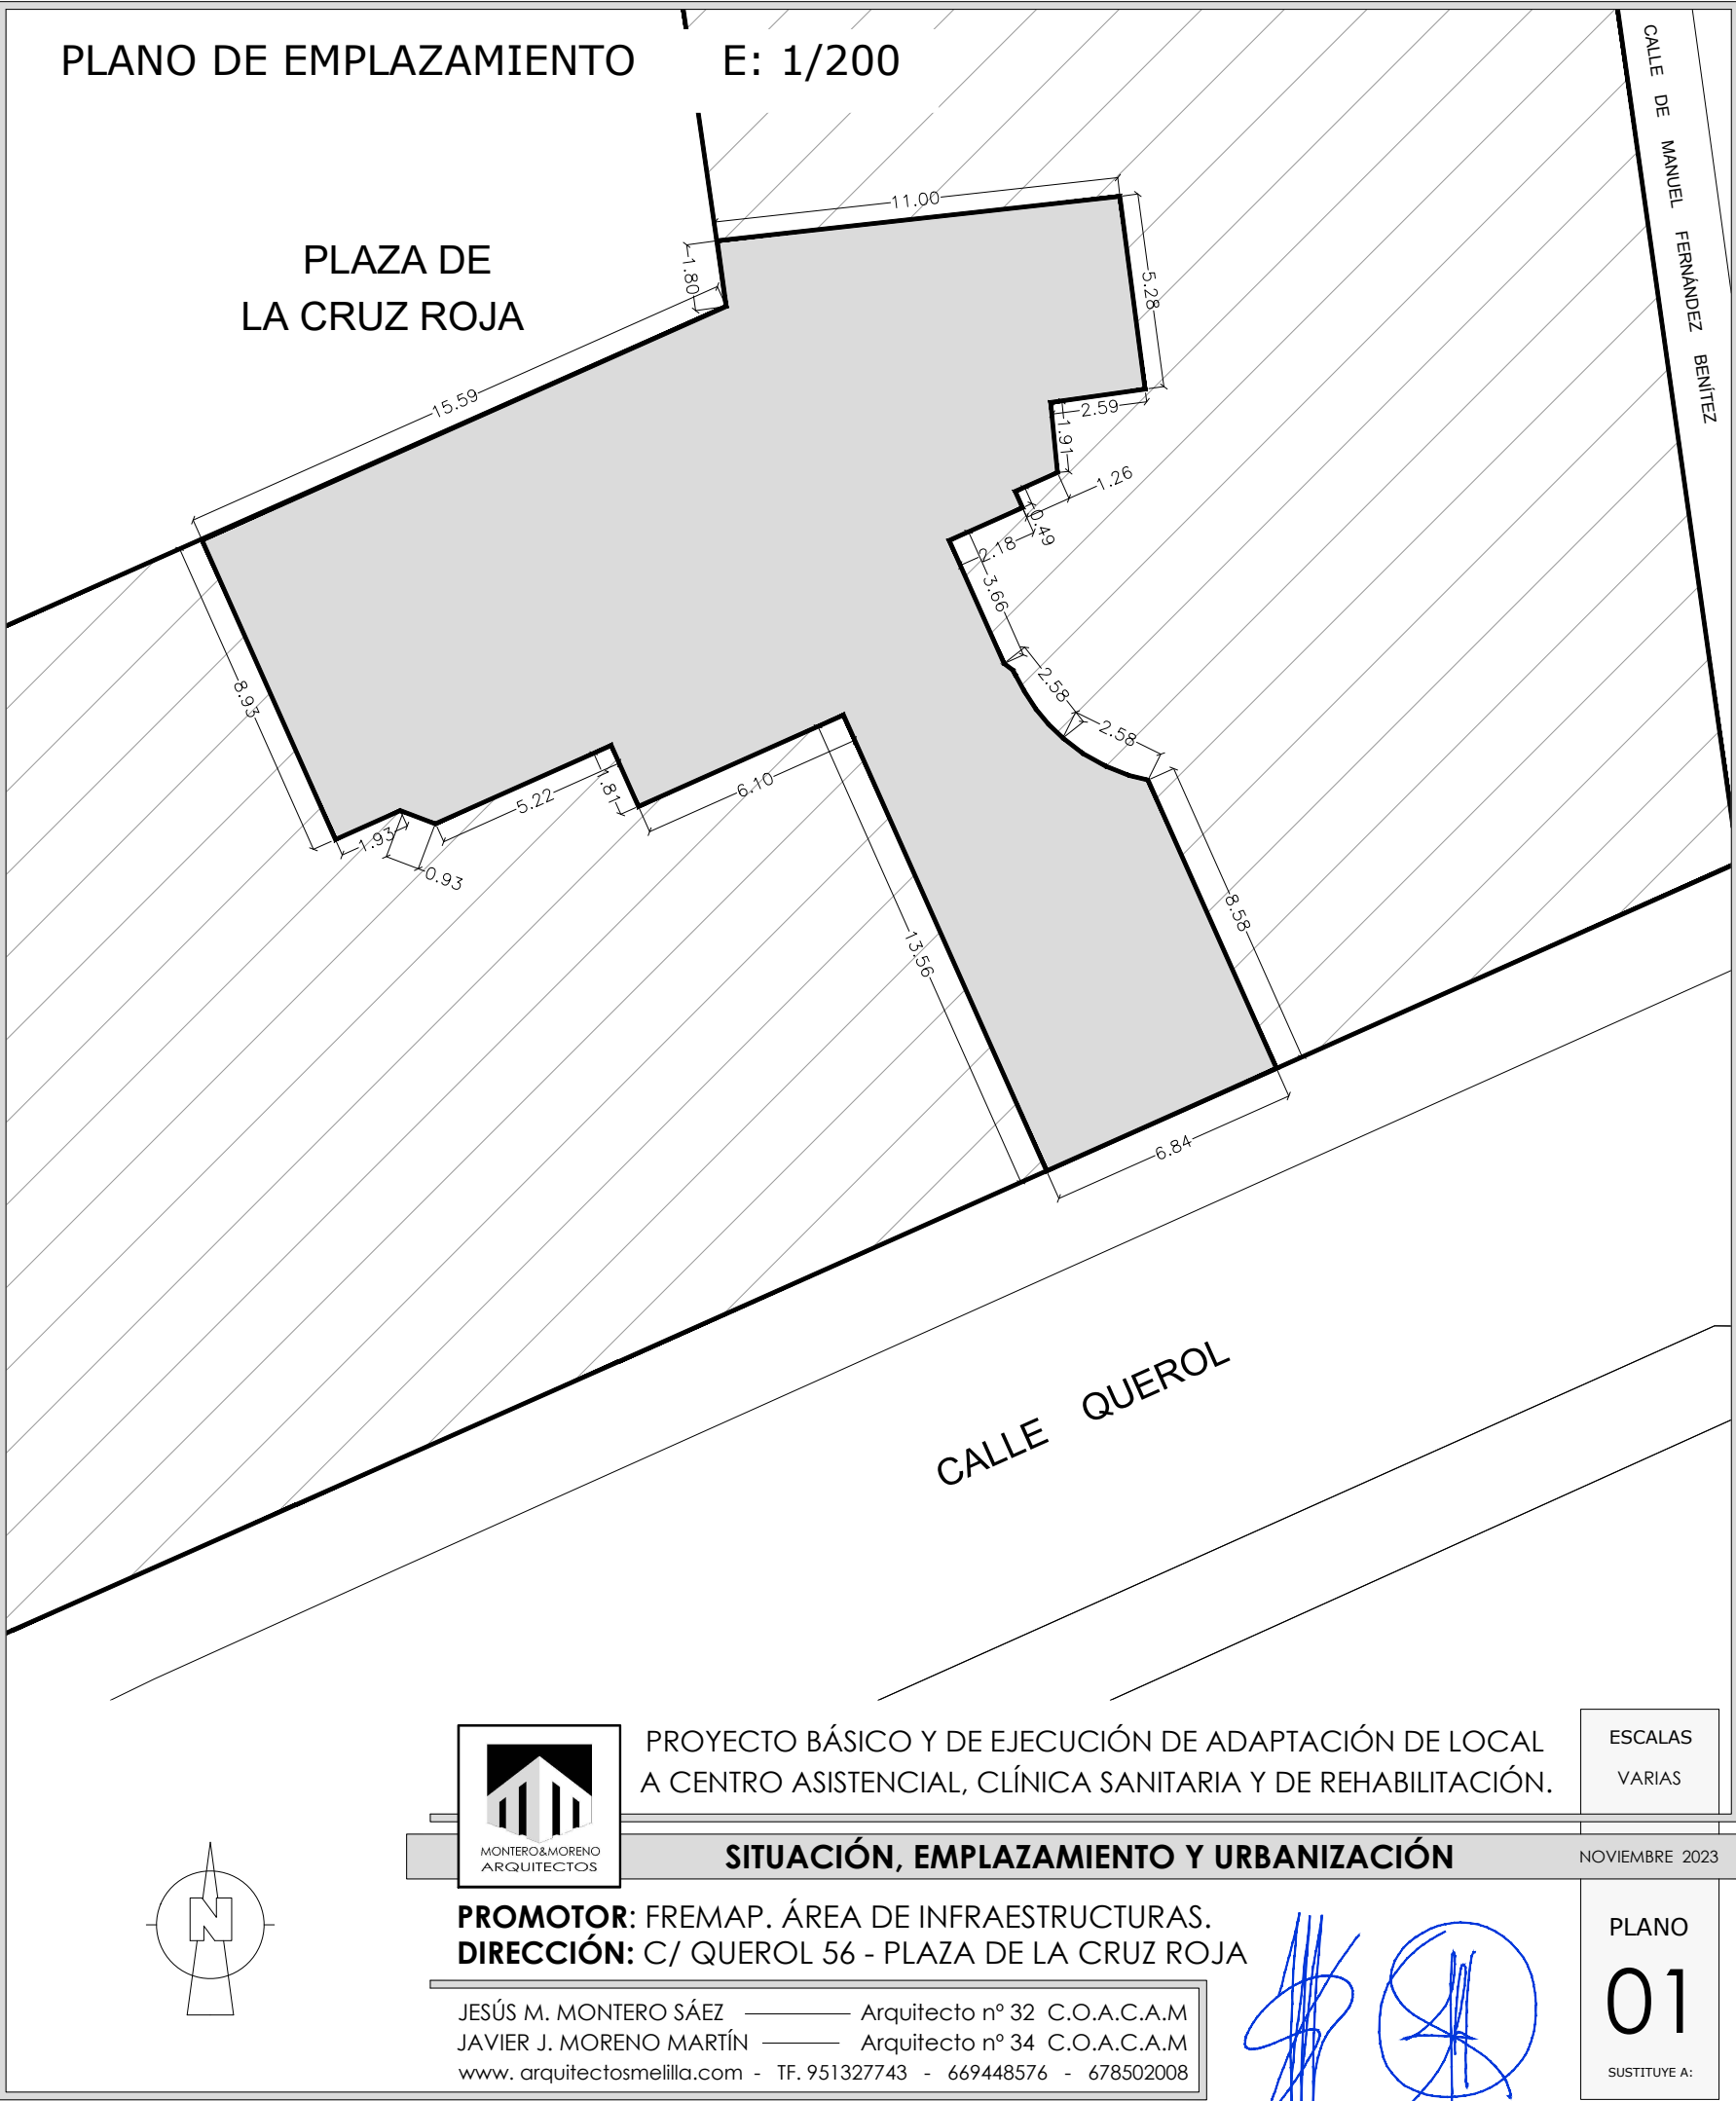 PLANO DE EMPLAZAMIENTO E: 1/200
CALLE DE MANUEL FERNÁNDEZ BENÍTEZ
PLAZA DE
LA CRUZ ROJA
11.00
1.80
5.28
15.59
2.59
1.91
1.26
0.49
2.18
3.66
2.58
2.58
8.93
1.81
5.22
6.10
1.93
0.93
13.56
8.58
6.84
CALLE QUEROL
MONTERO&MORENO
ARQUITECTOS
PROYECTO BÁSICO Y DE EJECUCIÓN DE ADAPTACIÓN DE LOCAL
A CENTRO ASISTENCIAL, CLÍNICA SANITARIA Y DE REHABILITACIÓN.
ESCALAS
VARIAS
SITUACIÓN, EMPLAZAMIENTO Y URBANIZACIÓN
NOVIEMBRE 2023
N
PROMOTOR: FREMAP. ÁREA DE INFRAESTRUCTURAS.
DIRECCIÓN: C/ QUEROL 56 - PLAZA DE LA CRUZ ROJA
JESÚS M. MONTERO SÁEZ Arquitecto nº 32 C.O.A.C.A.M
JAVIER J. MORENO MARTÍN Arquitecto nº 34 C.O.A.C.A.M
www. arquitectosmelilla.com - TF. 951327743 - 669448576 - 678502008
PLANO
01
SUSTITUYE A: